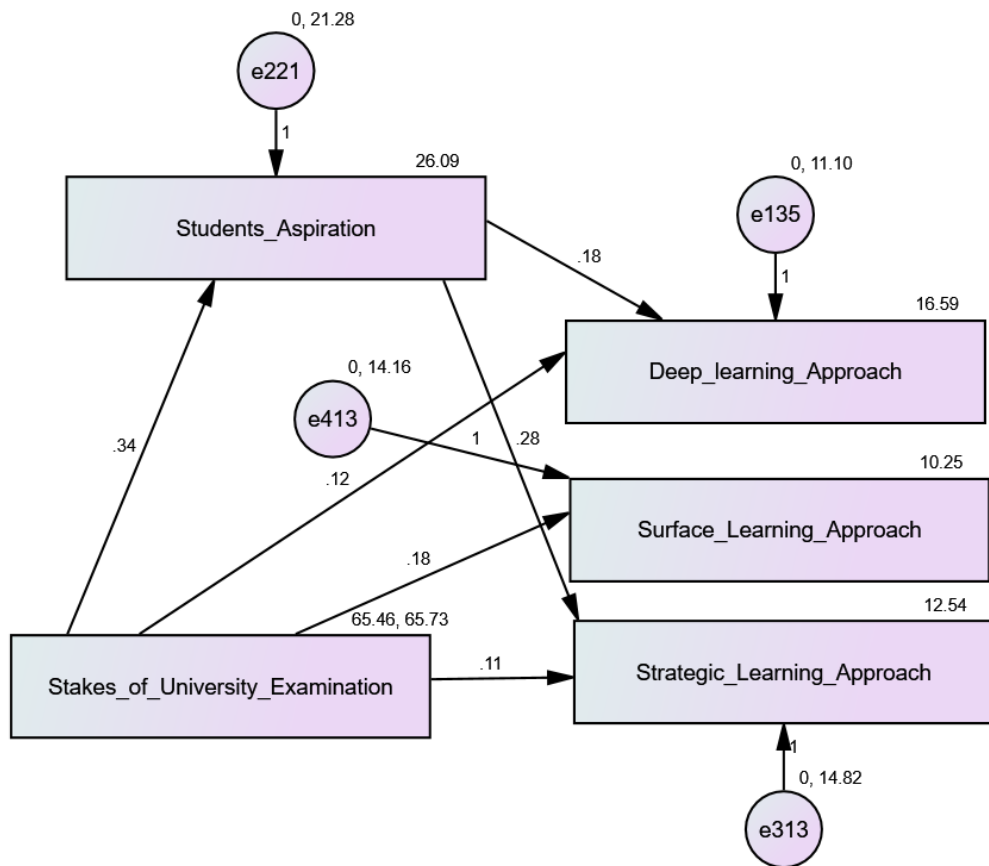 0, 21.28
e221
1
26.09
Students_Aspiration
0, 11.10
e135
1
.18
16.59
Deep_learning_Approach
0, 14.16
e413
1
.28
.34
.12
10.25
Surface_Learning_Approach
.18
65.46, 65.73
12.54
Stakes_of_University_Examination
.11
Strategic_Learning_Approach
1
0, 14.82
e313